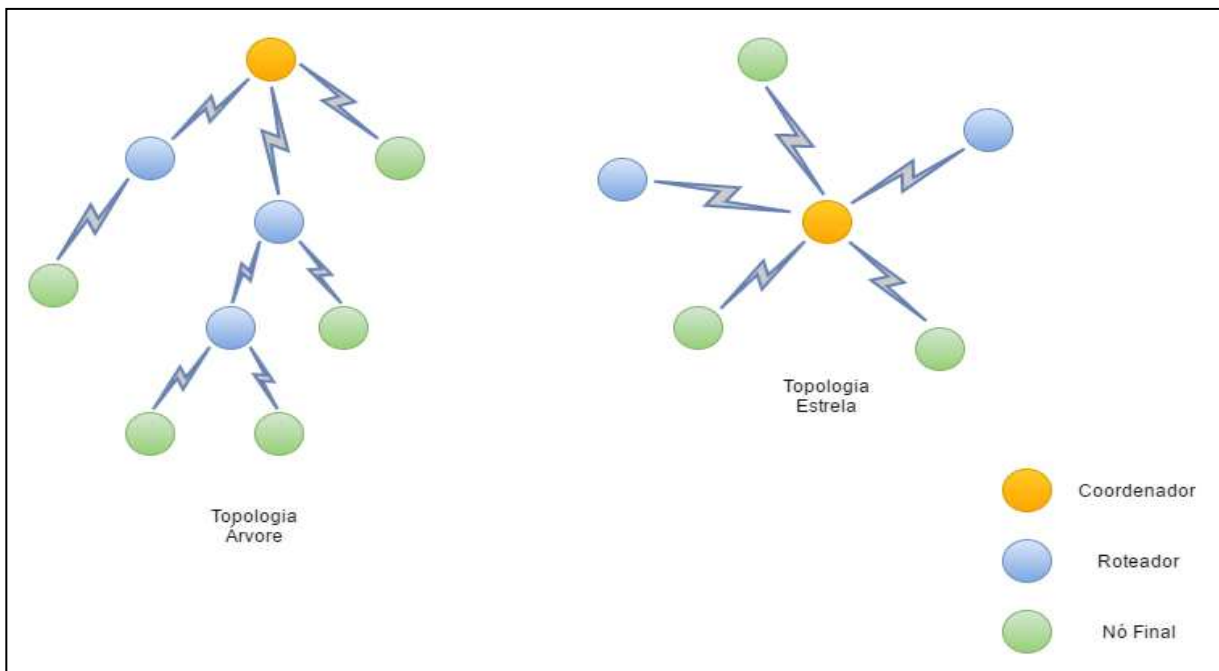 Topologia
Árvore
Topologia
Estrela
Coordenador
Roteador
Nó Final